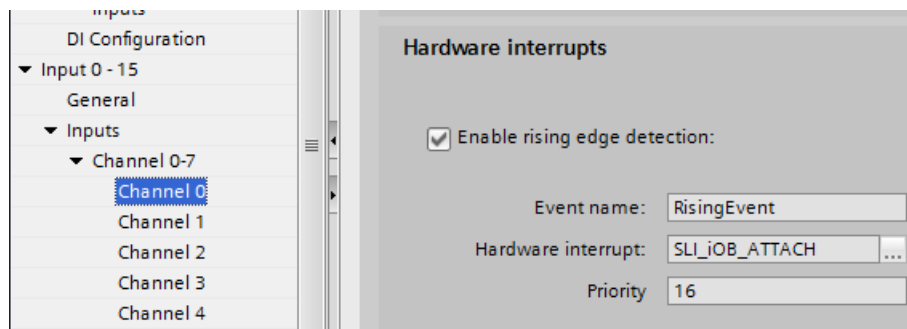 Inputs
DI Configuration
Input 0 - 15
General
Inputs
Channel 0-7
Channel 0
Channel 1
Channel 2
Channel 3
Channel 4
Hardware interrupts
Enable rising edge detection:
Event name: RisingEvent
Hardware interrupt: SLI_iOB_ATTACH ...
Priority 16